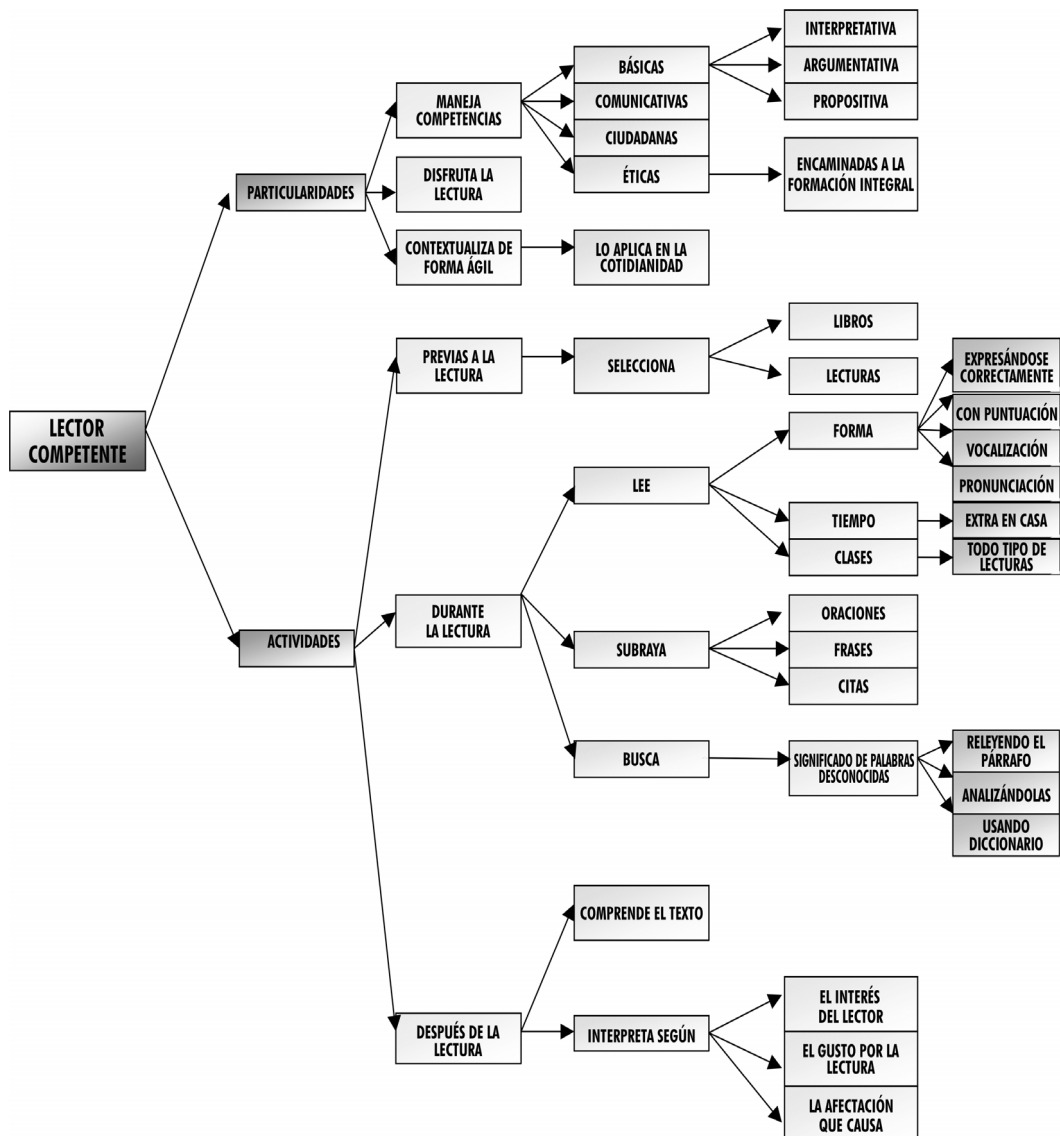 INTERPRETATIVA
BÁSICAS
ARGUMENTATIVA
MANEJA
COMPETENCIAS
COMUNICATIVAS
PROPOSITIVA
CIUDADANAS
ÉTICAS
ENCAMINADAS A LA
FORMACIÓN INTEGRAL
PARTICULARIDADES
DISFRUTA LA
LECTURA
CONTEXTUALIZA DE
FORMA ÁGIL
LO APLICA EN LA
COTIDIANIDAD
PREVIAS A LA
LECTURA
SELECCIONA
LIBROS
LECTURAS
LECTOR
COMPETENTE
EXPRESÁNDOSE
CORRECTAMENTE
FORMA
CON PUNTUACIÓN
VOCALIZACIÓN
PRONUNCIACIÓN
LEE
TIEMPO
EXTRA EN CASA
CLASES
TODO TIPO DE
LECTURAS
ACTIVIDADES
DURANTE
LA LECTURA
SUBRAYA
ORACIONES
FRASES
CITAS
BUSCA
SIGNIFICADO DE PALABRAS
DESCONOCIDAS
RELEYENDO EL
PÁRRAFO
ANALIZÁNDOLAS
USANDO
DICCIONARIO
COMPRENDE EL TEXTO
DESPUÉS DE LA
LECTURA
INTERPRETA SEGÚN
EL INTERÉS
DEL LECTOR
EL GUSTO POR LA
LECTURA
LA AFECTACIÓN
QUE CAUSA